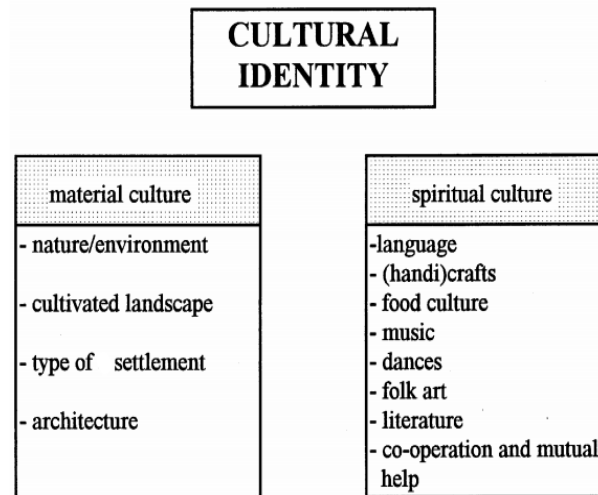 CULTURAL
IDENTITY
material culture
- nature/environment
- cultivated landscape
- type of settlement
- architecture
spiritual culture
-language
- (handi)crafts
- food culture
- music
- dances
- folk art
- literature
- co-operation and mutual
help